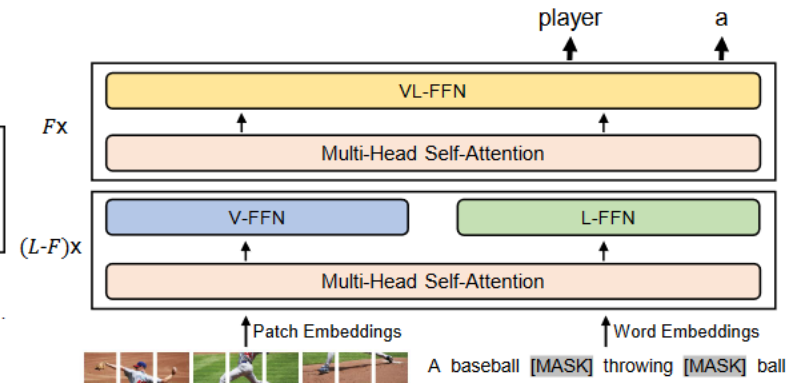 player a
VL-FFN
Fx
Multi-Head Self-Attention
V-FFN L-FFN
(L-F)x
Multi-Head Self-Attention
Patch Embeddings Word Embeddings
A baseball [MASK] throwing [MASK] ball